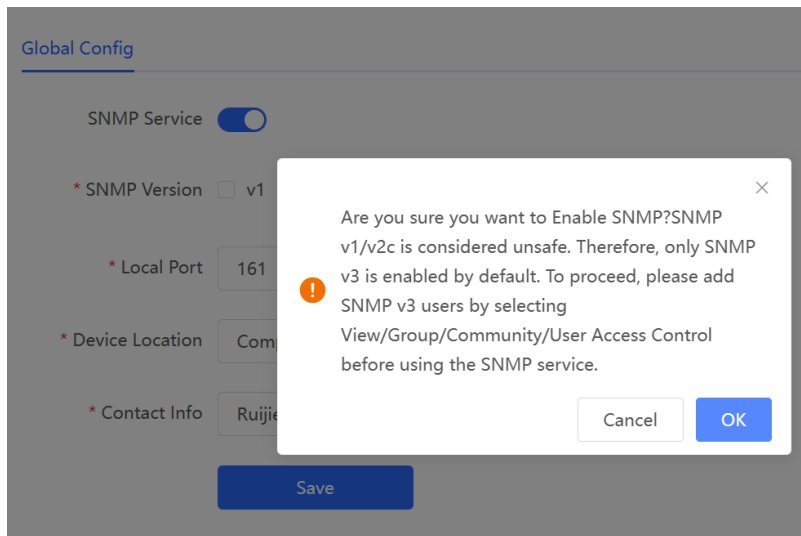 Global Config
SNMP Service
* SNMP Version v1
Are you sure you want to Enable SNMP?SNMP
v1/v2c is considered unsafe. Therefore, only SNMP
v3 is enabled by default. To proceed, please add
SNMP v3 users by selecting
View/Group/Community/User Access Control
before using the SNMP service.
Cancel OK
* Local Port 161
* Device Location
* Contact Info
Save